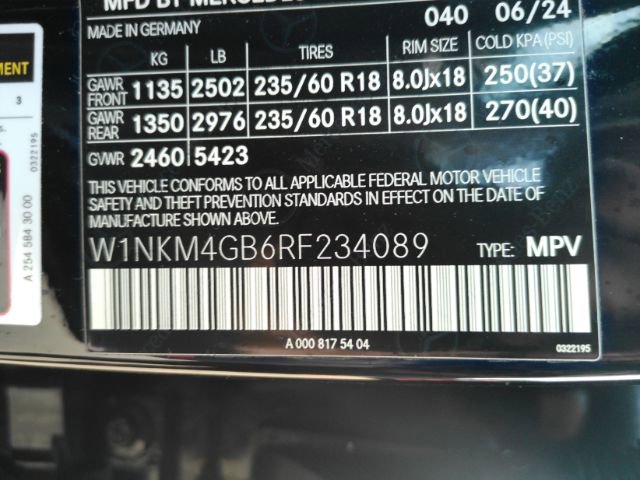 MFD BY MERCEDES
MADE IN GERMANY 040 06/24
KG LB TIRES RIM SIZE COLD KPA(PSI)
GAWR FRONT 1135 2502 235/60 R18 8.0Jx18 250(37)
GAWR REAR 1350 2976 235/60 R18 8.0Jx18 270(40)
GVWR 2460 5423
THIS VEHICLE CONFORMS TO ALL APPLICABLE FEDERAL MOTOR VEHICLE
SAFETY AND THEFT PREVENTION STANDARDS IN EFFECT ON THE DATE OF
MANUFACTURE SHOWN ABOVE.
W1NKM4GB6RF234089 TYPE: MPV
A 000 817 54 04 0322195
EMENT
3
0322195
A 254 584 30 00